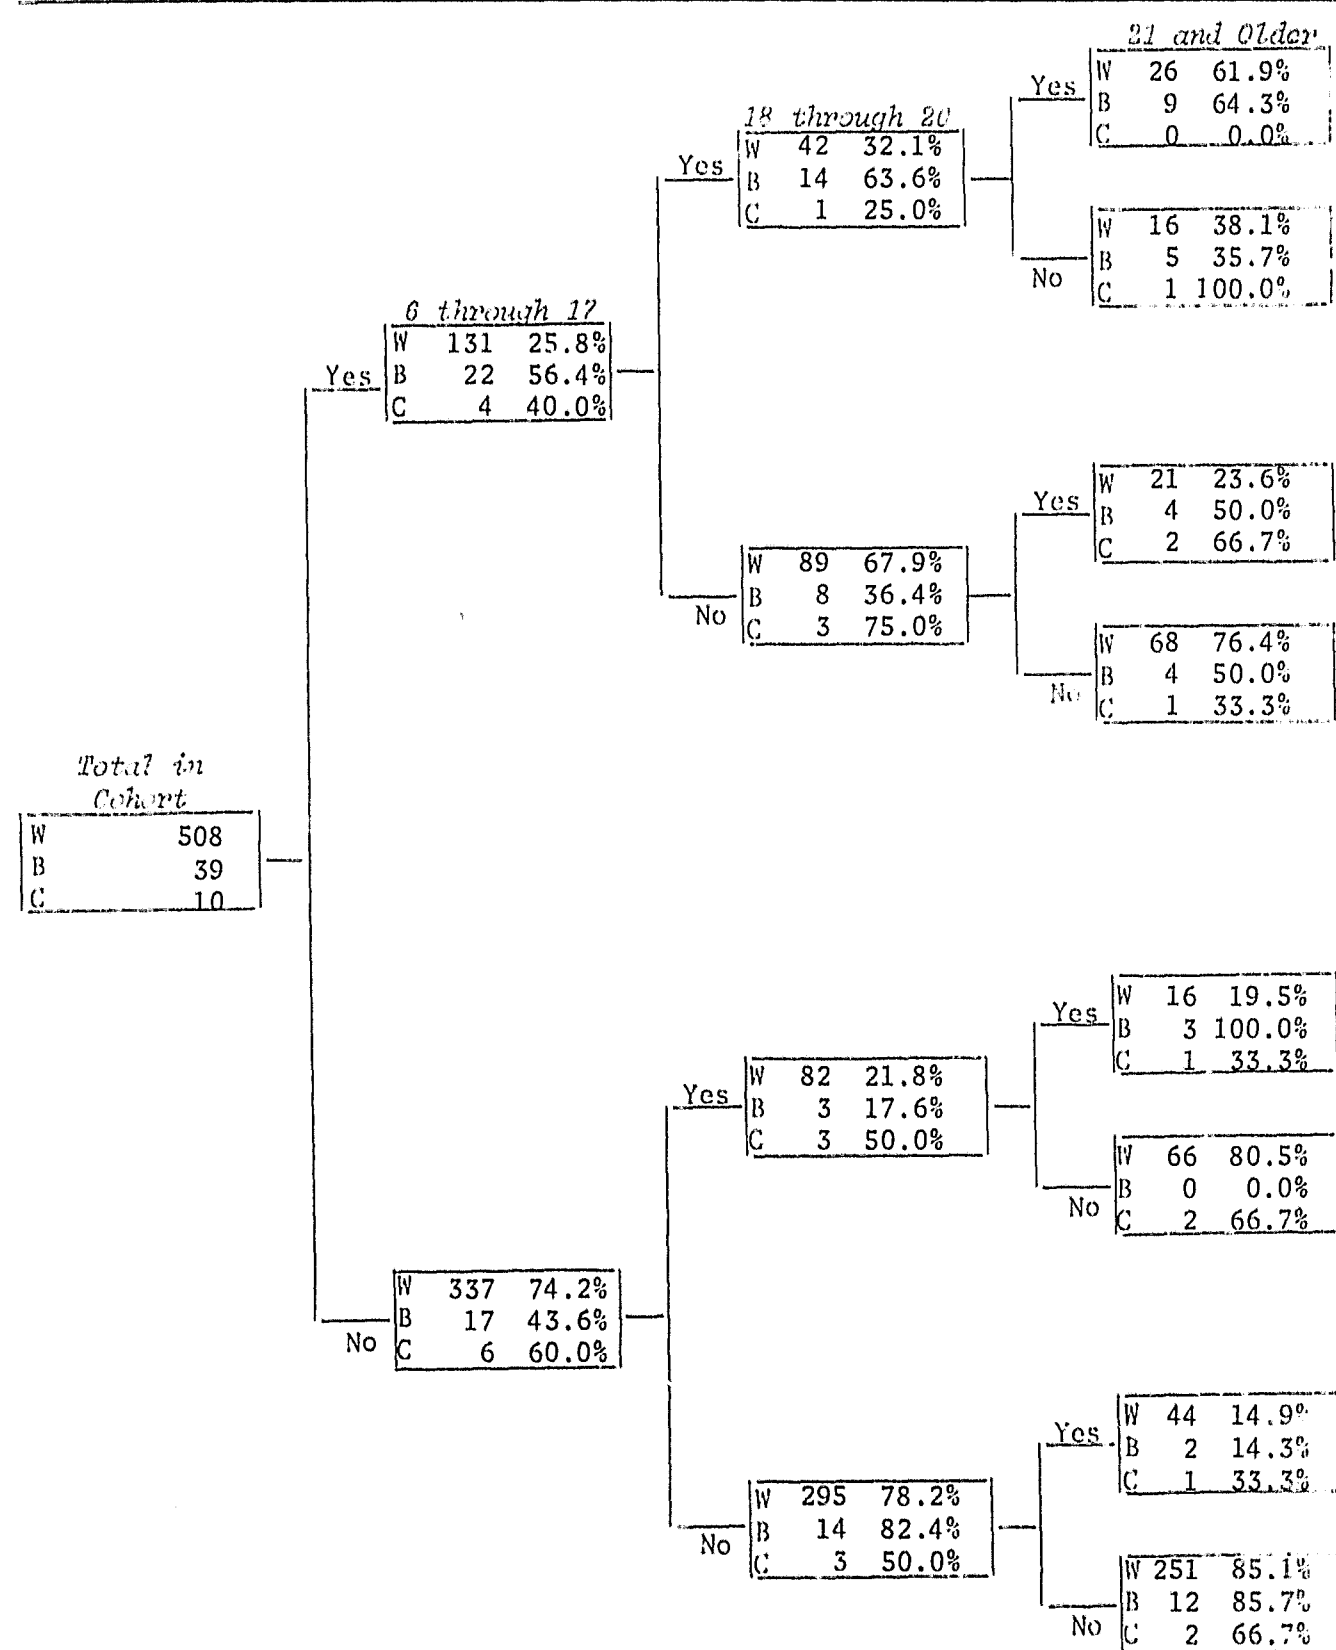 21 and Older
Yes
W 26 61.9%
B 9 64.3%
C 0 0.0%
18 through 20
Yes
W 42 32.1%
B 14 63.6%
C 1 25.0%
No
W 16 38.1%
B 5 35.7%
C 1 100.0%
6 through 17
Yes
W 131 25.8%
B 22 56.4%
C 4 40.0%
Yes
W 21 23.6%
B 4 50.0%
C 2 66.7%
No
W 89 67.9%
B 8 36.4%
C 3 75.0%
No
W 68 76.4%
B 4 50.0%
C 1 33.3%
Total in
Cohort
W 508
B 39
C 10
Yes
W 16 19.5%
B 3 100.0%
C 1 33.3%
Yes
W 82 21.8%
B 3 17.6%
C 3 50.0%
No
W 66 80.5%
B 0 0.0%
C 2 66.7%
No
W 337 74.2%
B 17 43.6%
C 6 60.0%
Yes
W 44 14.9%
B 2 14.3%
C 1 33.3%
No
W 295 78.2%
B 14 82.4%
C 3 50.0%
No
W 251 85.1%
B 12 85.7%
C 2 66.7%